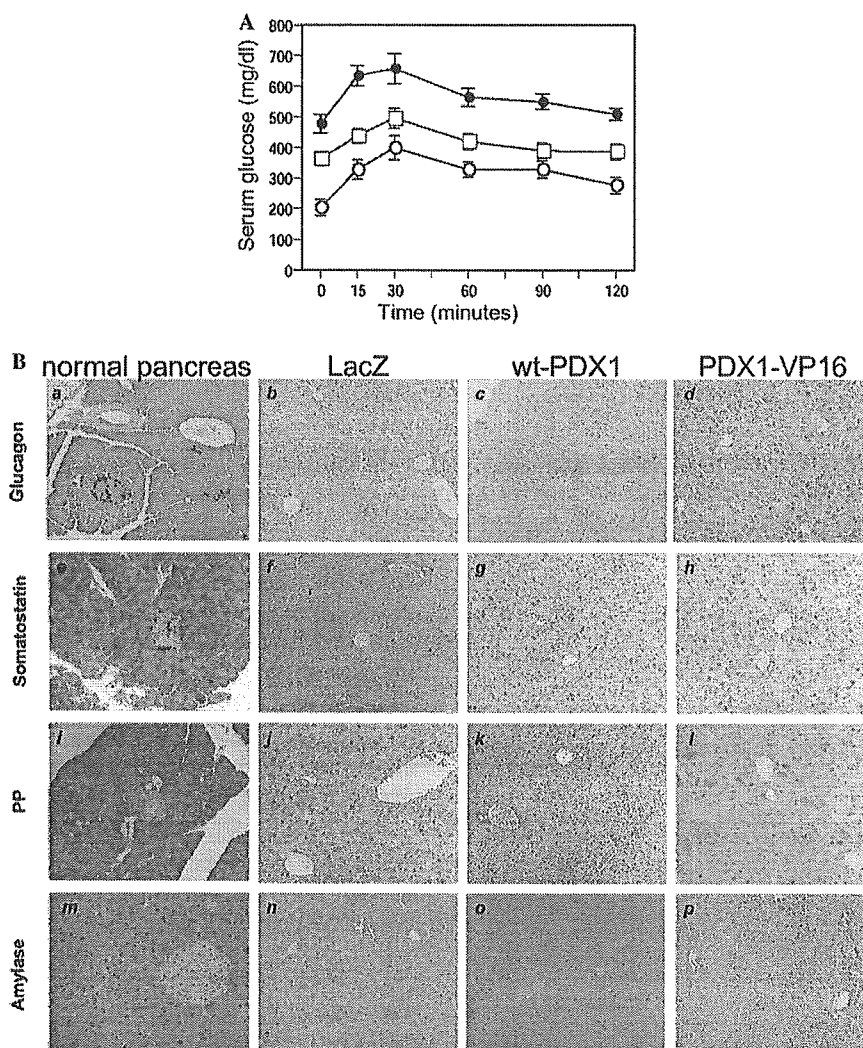 A
800
700
600
500
400
300
200
100
0
Serum glucose (mg/dl)
0 15 30 60 90 120
Time (minutes)
B
normal pancreas LacZ wt-PDX1 PDX1-VP16
Glucagon
a b c d
Somatostatin
e f g h
PP
i j k l
Amylase
m n o p